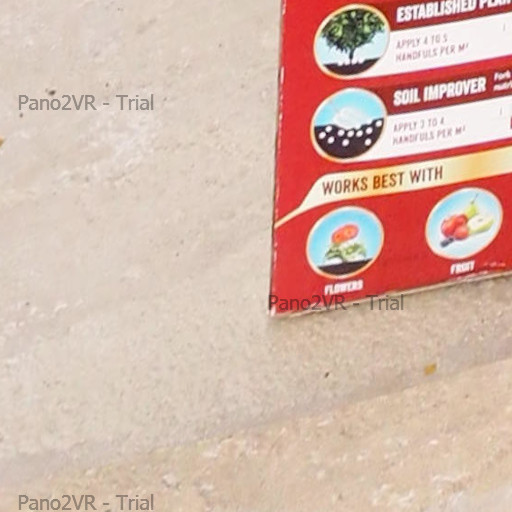 ESTABLISHED
APPLY 4 TO 5
HANDFULS PER M²
Pano2VR - Trial
SOIL IMPROVER
Fork
APPLY 3 TO 4
HANDFULS PER M²
WORKS BEST WITH
FLOWERS
FRUIT
Pano2VR - Trial
Pano2VR - Trial